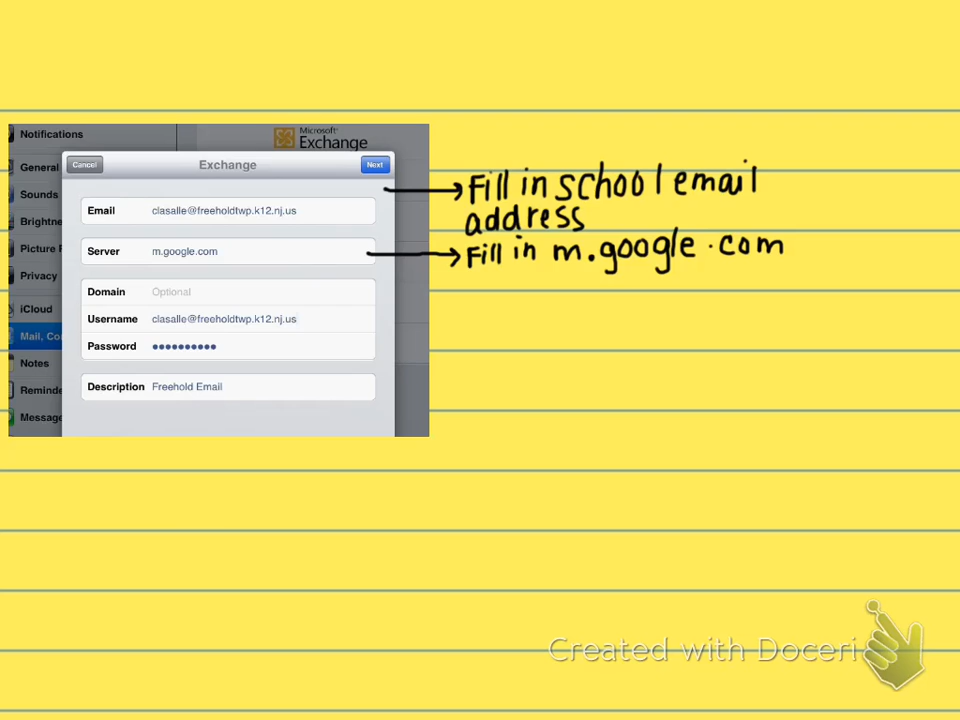 Notifications
Microsoft
Exchange
General
Cancel
Exchange
Next
Sounds
Email clasalle@freeholdtwp.k12.nj.us
Server m.google.com
Privacy
Domain Optional
iCloud
Username clasalle@freeholdtwp.k12.nj.us
Mail, Co
Password ••••••••••
Notes
Description Freehold Email
Brightne
Picture F
Reminde
Message
Fill in school email
address
Fill in m.google.com
Created with Doceri